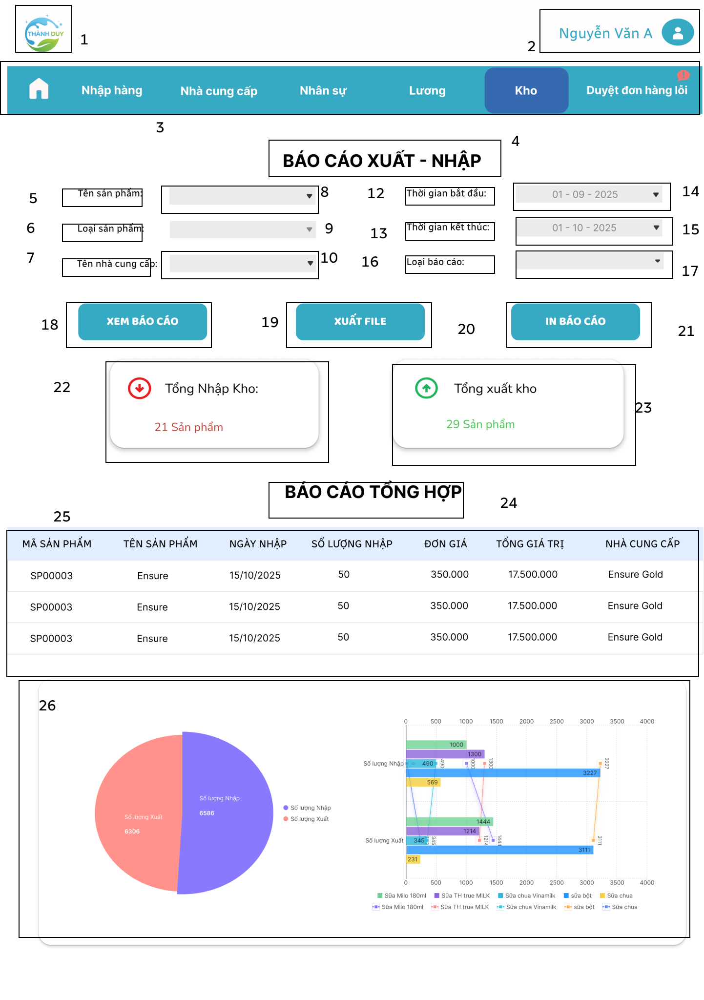 THÀNH DUY
1
2
Nguyễn Văn A
Nhập hàng
Nhà cung cấp
Nhân sự
Lương
Kho
Duyệt đơn hàng lỗi
3
4
BÁO CÁO XUẤT - NHẬP
5
Tên sản phẩm:
8
12
Thời gian bắt đầu:
01 - 09 - 2025
14
6
Loại sản phẩm:
9
13
Thời gian kết thúc:
01 - 10 - 2025
15
7
Tên nhà cung cấp:
10
16
Loại báo cáo:
17
18
XEM BÁO CÁO
19
XUẤT FILE
20
IN BÁO CÁO
21
22
Tổng Nhập Kho:
21 Sản phẩm
Tổng xuất kho
29 Sản phẩm
23
BÁO CÁO TỔNG HỢP
24
25
MÃ SẢN PHẨM TÊN SẢN PHẨM NGÀY NHẬP SỐ LƯỢNG NHẬP ĐƠN GIÁ TỔNG GIÁ TRỊ NHÀ CUNG CẤP
SP00003 Ensure 15/10/2025 50 350.000 17.500.000 Ensure Gold
SP00003 Ensure 15/10/2025 50 350.000 17.500.000 Ensure Gold
SP00003 Ensure 15/10/2025 50 350.000 17.500.000 Ensure Gold
26
Số lượng Nhập
6586
Số lượng Xuất
6306
Số lượng Nhập
Số lượng Xuất
0 500 1000 1500 2000 2500 3000 3500 4000
1000
1300
Số lượng Nhập
490
490
1000
1300
3227
3227
569
1444
1214
Số lượng Xuất
345
345
1214
1444
3111
3111
231
0 500 1000 1500 2000 2500 3000 3500 4000
Sữa Milo 180ml Sữa TH true MILK Sữa chua Vinamilk sữa bột Sữa chua
Sữa Milo 180ml Sữa TH true MILK Sữa chua Vinamilk sữa bột Sữa chua